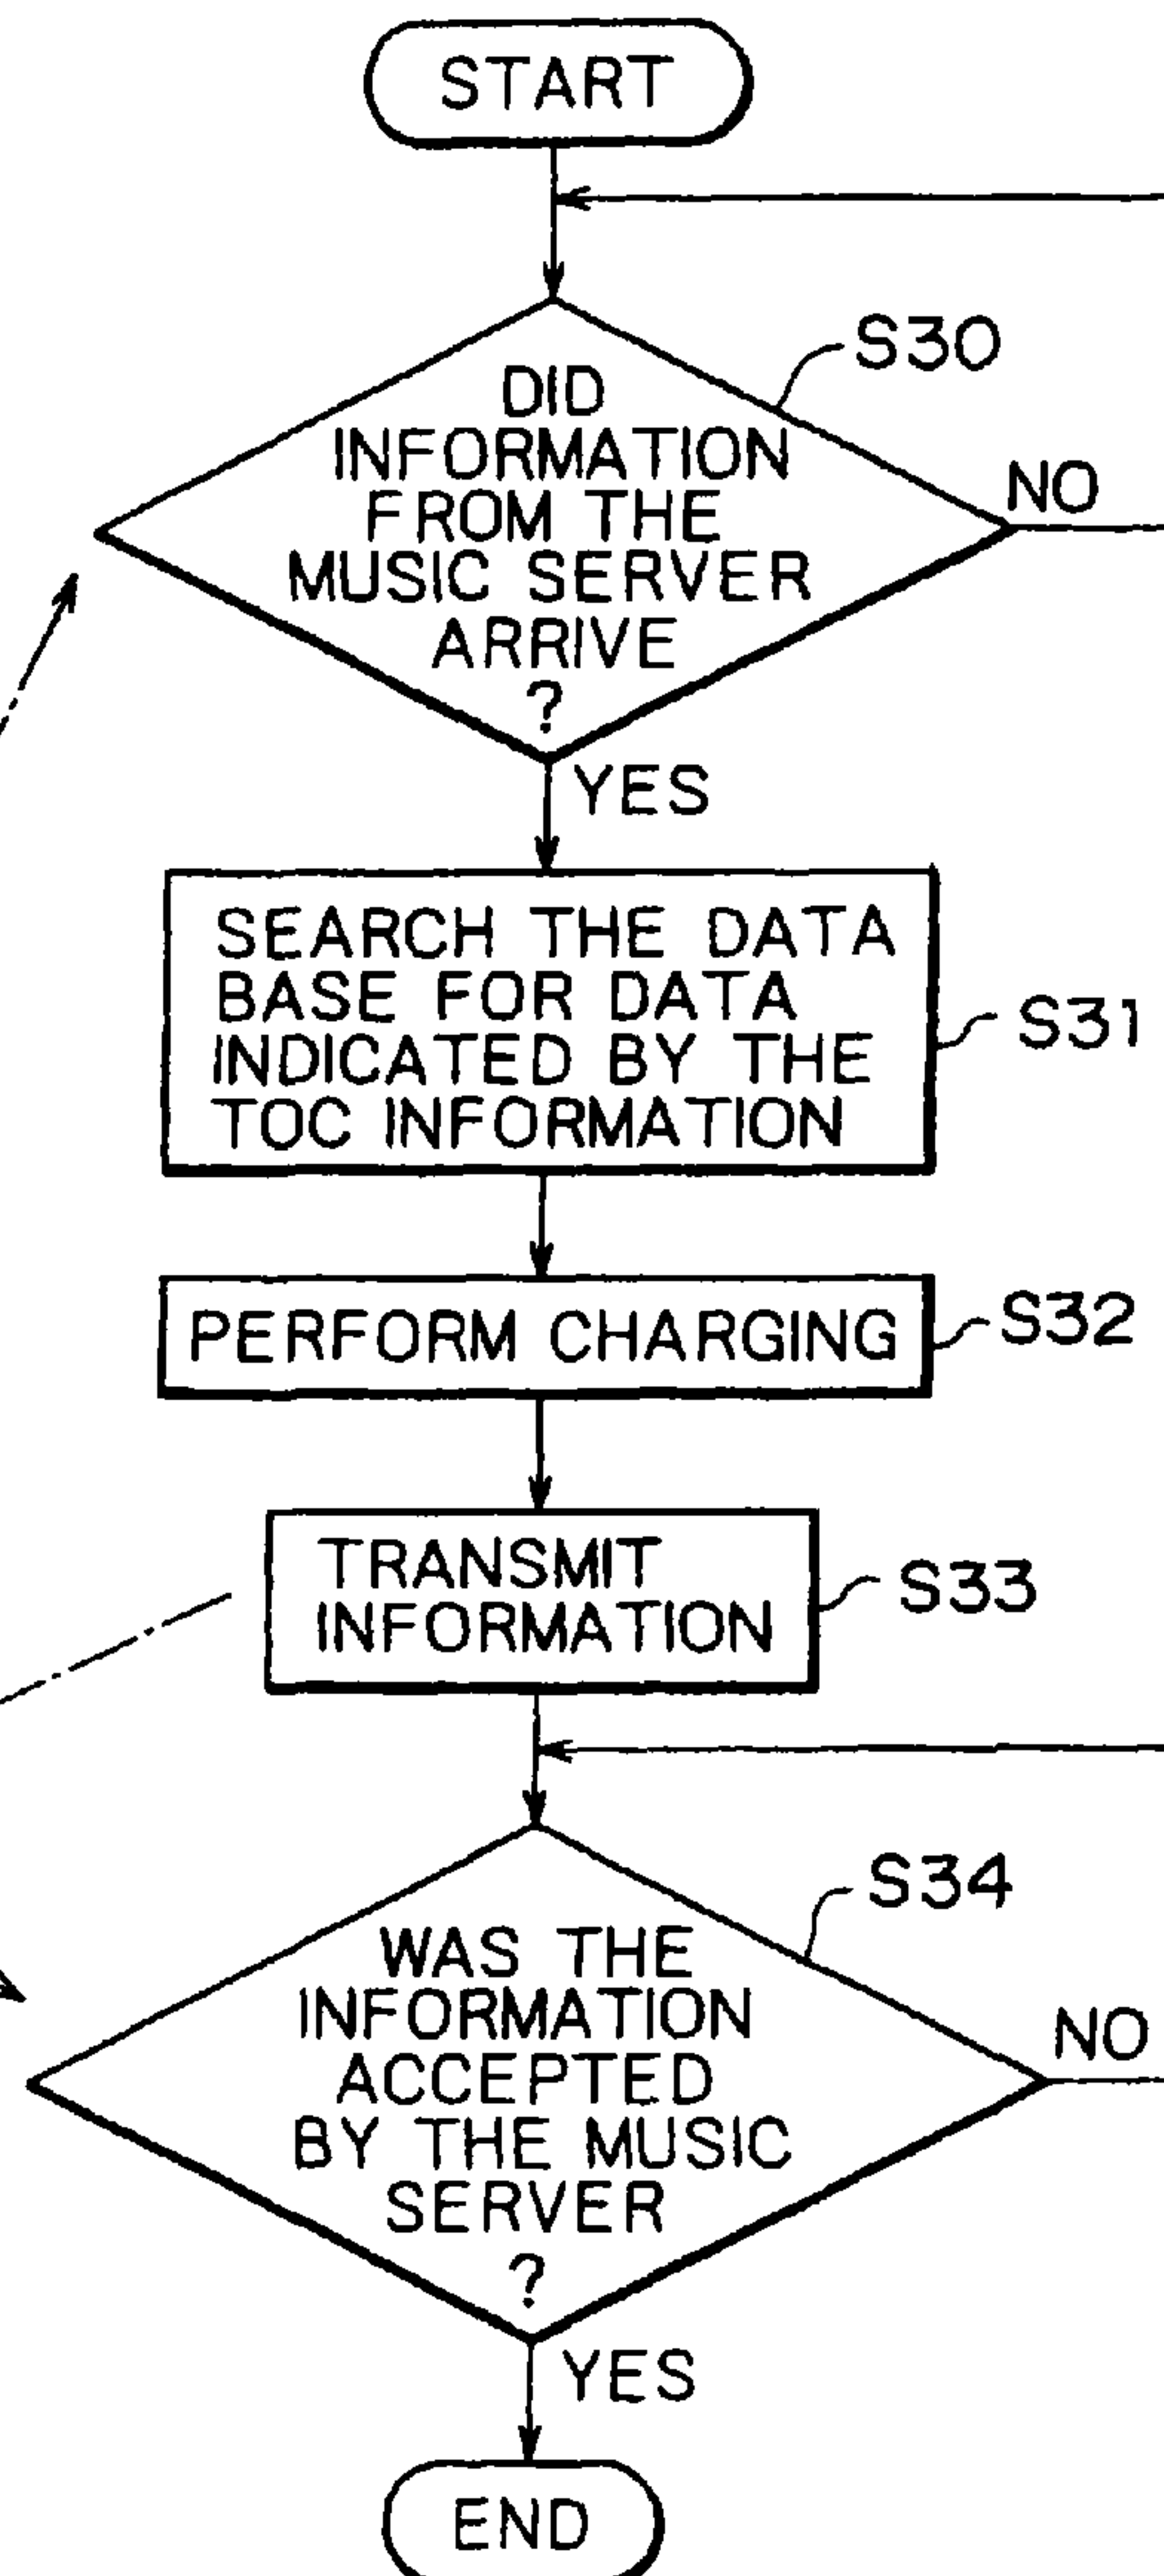 START
S30
DID
INFORMATION
FROM THE
MUSIC SERVER
ARRIVE
?
NO
YES
SEARCH THE DATA
BASE FOR DATA
INDICATED BY THE
TOC INFORMATION
S31
PERFORM CHARGING
S32
TRANSMIT
INFORMATION
S33
S34
WAS THE
INFORMATION
ACCEPTED
BY THE MUSIC
SERVER
?
NO
YES
END